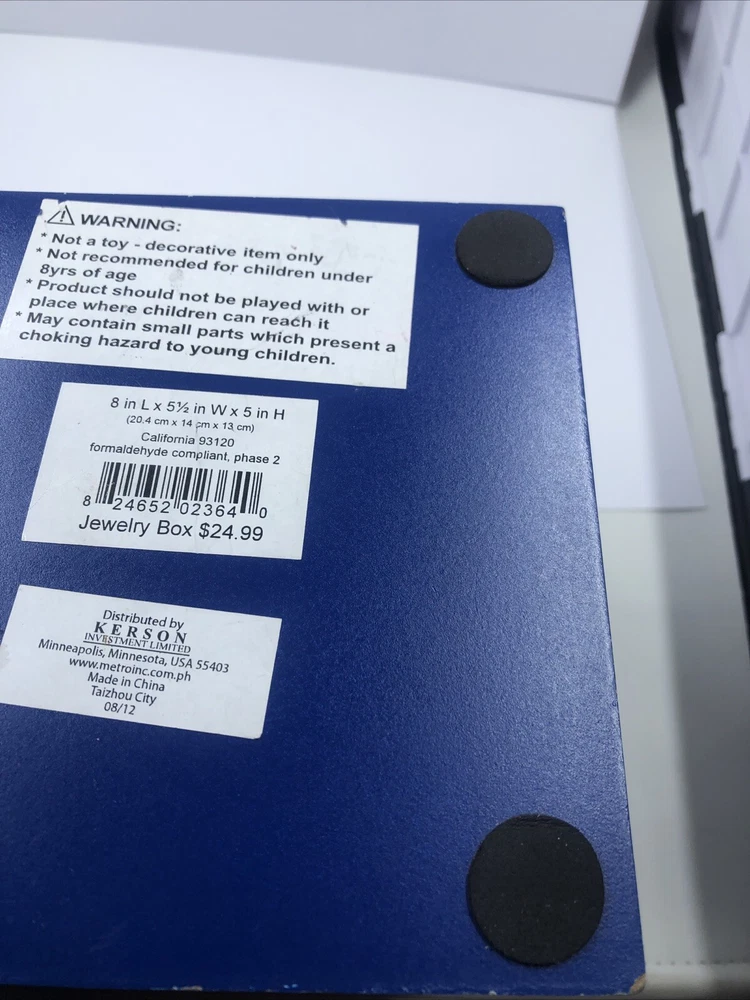 ⚠ WARNING:
* Not a toy - decorative item only
* Not recommended for children under
8yrs of age
* Product should not be played with or
place where children can reach it
* May contain small parts which present a
choking hazard to young children.
8 in L x 5½ in W x 5 in H
(20.4 cm x 14 cm x 13 cm)
California 93120
formaldehyde compliant, phase 2
8 24652 02364 0
Jewelry Box $24.99
Distributed by
KERSON
INVESTMENT LIMITED
Minneapolis, Minnesota, USA 55403
www.metroinc.com.ph
Made in China
Taizhou City
08/12